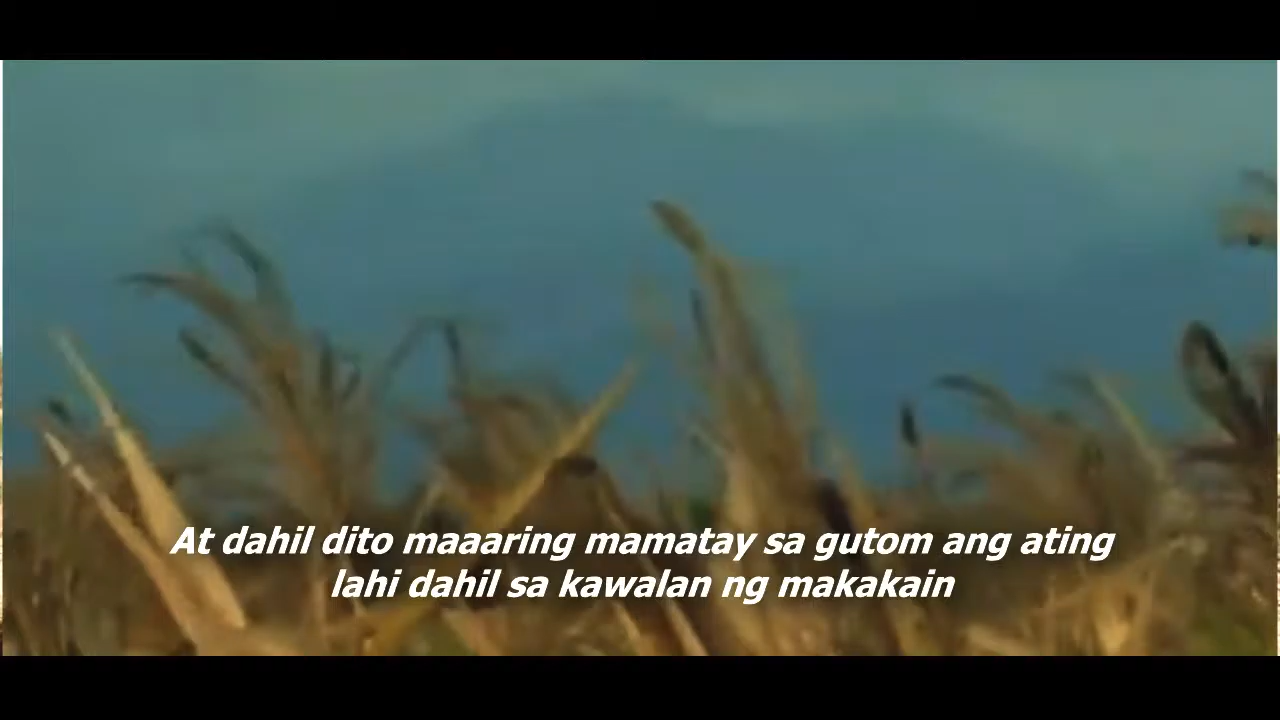 At dahil dito maaaring mamatay sa gutom ang ating
lahi dahil sa kawalan ng makakain